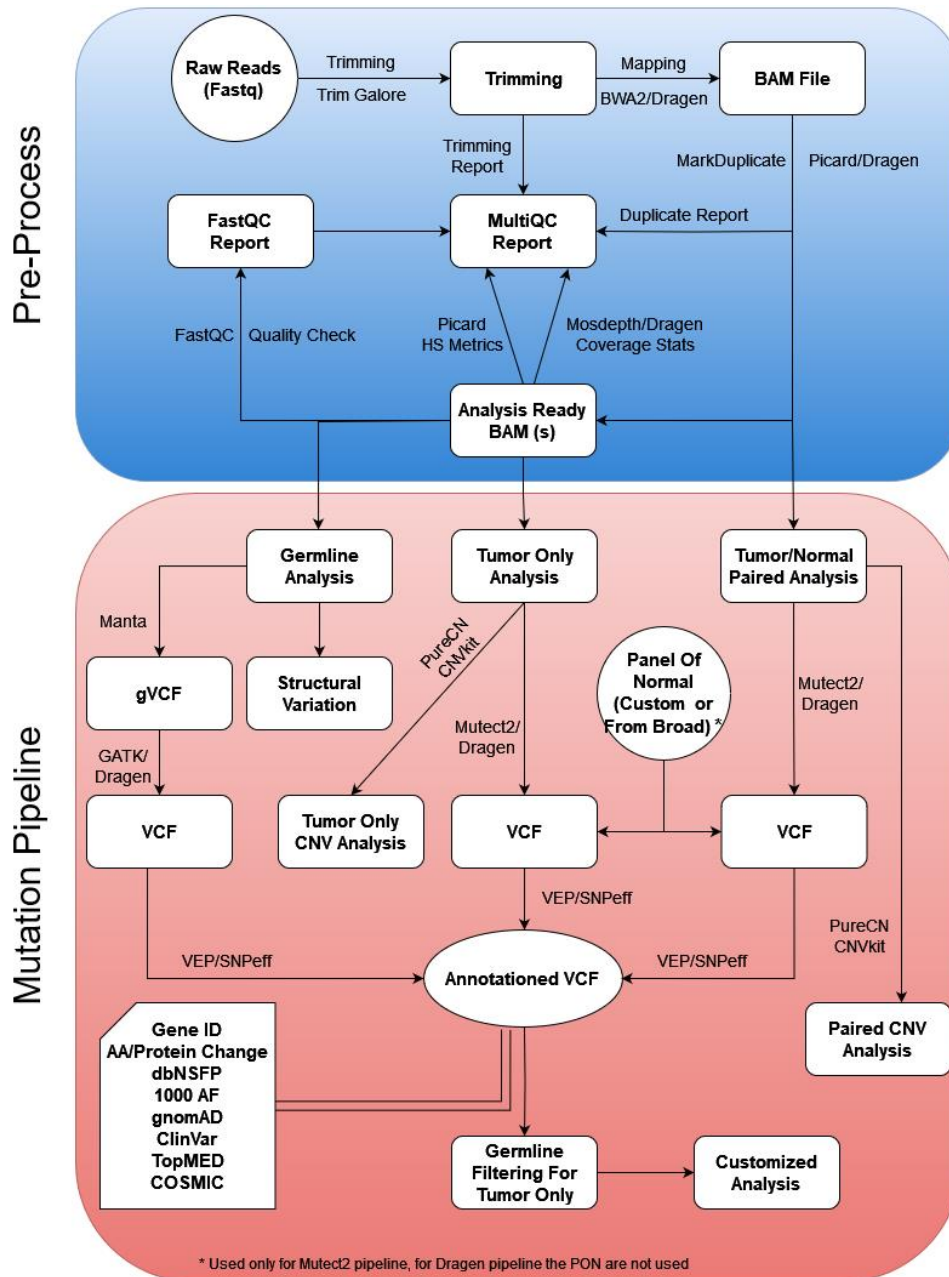 Pre-Process
Raw Reads
(Fastq)
Trimming
Trim Galore
Trimming
Mapping
BWA2/Dragen
BAM File
Trimming
Report
MarkDuplicate
Picard/Dragen
FastQC
Report
MultiQC
Report
Duplicate Report
FastQC
Quality Check
Picard
HS Metrics
Mosdepth/Dragen
Coverage Stats
Analysis Ready
BAM (s)
Mutation Pipeline
Germline
Analysis
Tumor Only
Analysis
Tumor/Normal
Paired Analysis
Manta
PureCN
CNVkit
Panel Of
Normal
(Custom or
From Broad) *
gVCF
Structural
Variation
Mutect2/
Dragen
Mutect2/
Dragen
GATK/
Dragen
VCF
Tumor Only
CNV Analysis
VCF
VCF
VEP/SNPeff
VEP/SNPeff
VEP/SNPeff
PureCN
CNVkit
Annotationed VCF
Gene ID
AA/Protein Change
dbNSFP
1000 AF
gnomAD
ClinVar
TopMED
COSMIC
Paired CNV
Analysis
Germline
Filtering For
Tumor Only
Customized
Analysis
* Used only for Mutect2 pipeline, for Dragen pipeline the PON are not used